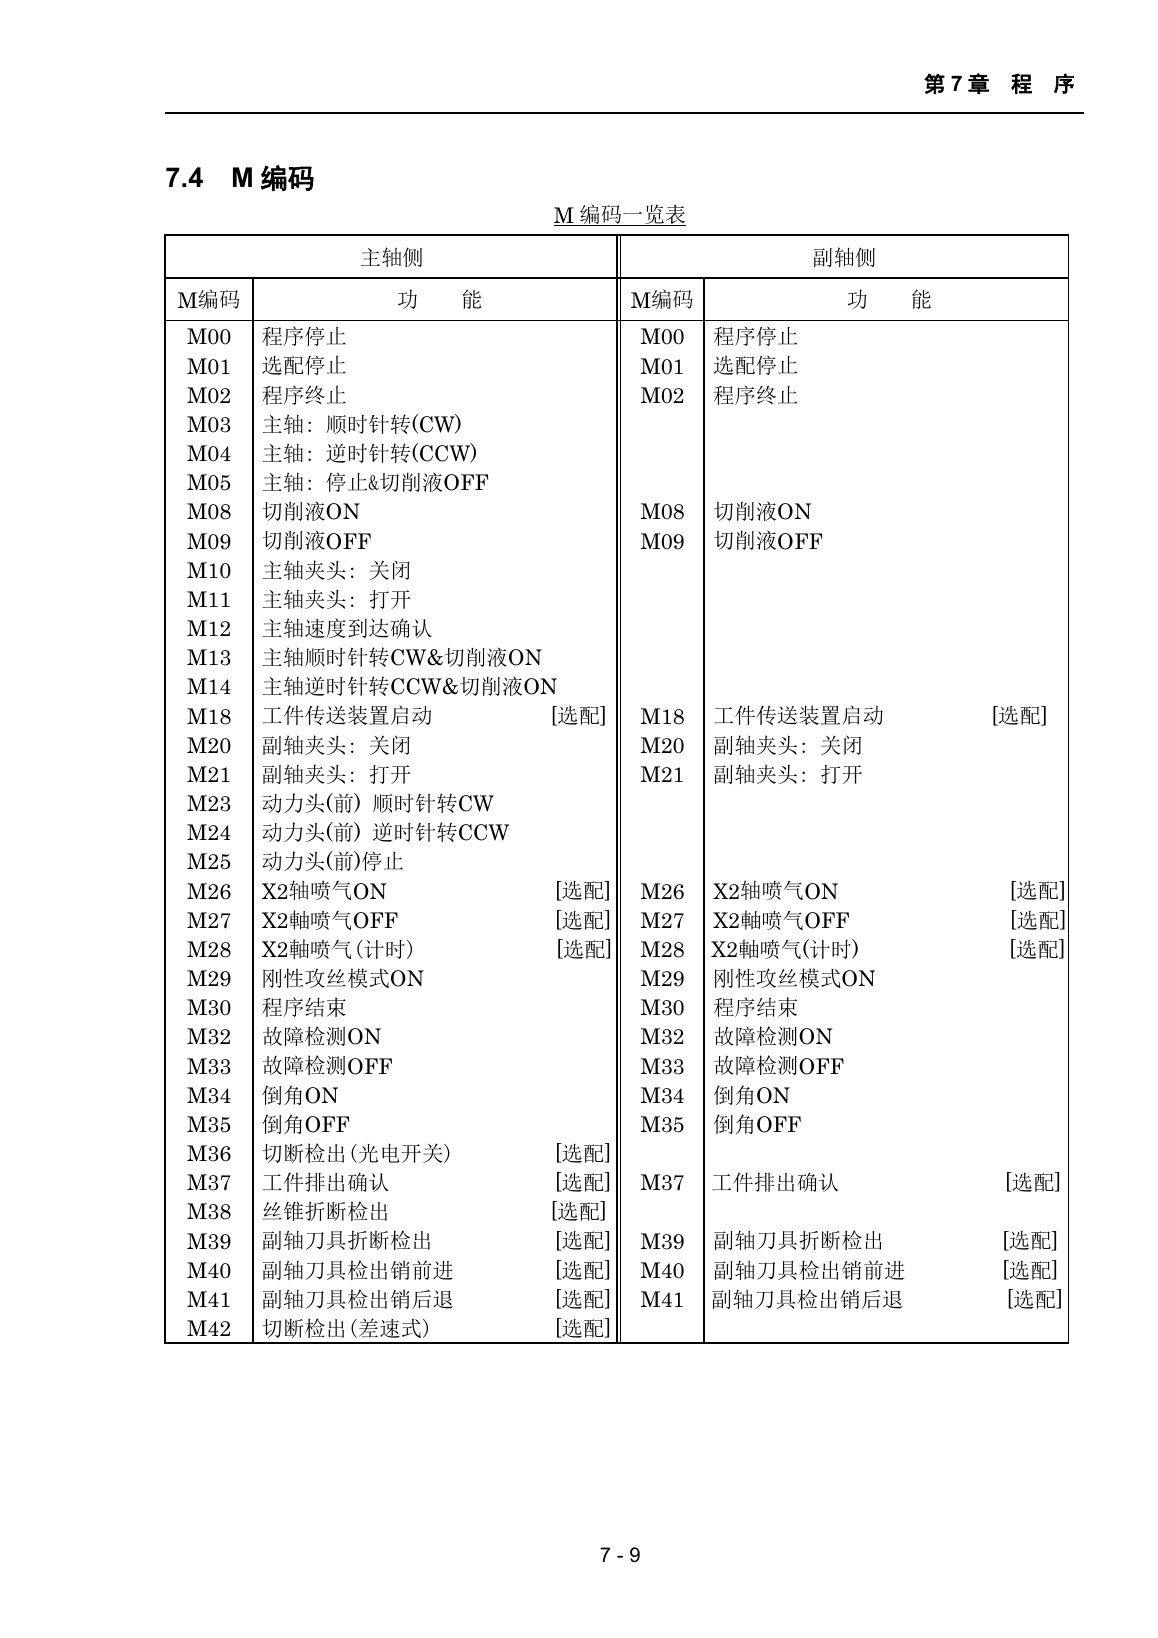 第 7 章　程　序
7.4　M 编码
M 编码一览表
主轴侧　副轴侧
M编码　功　　能　M编码　功　　能
M00　程序停止　M00　程序停止
M01　选配停止　M01　选配停止
M02　程序终止　M02　程序终止
M03　主轴：顺时针转(CW)
M04　主轴：逆时针转(CCW)
M05　主轴：停止&切削液OFF
M08　切削液ON　M08　切削液ON
M09　切削液OFF　M09　切削液OFF
M10　主轴夹头：关闭
M11　主轴夹头：打开
M12　主轴速度到达确认
M13　主轴顺时针转CW&切削液ON
M14　主轴逆时针转CCW&切削液ON
M18　工件传送装置启动　[选配]　M18　工件传送装置启动　[选配]
M20　副轴夹头：关闭　M20　副轴夹头：关闭
M21　副轴夹头：打开　M21　副轴夹头：打开
M23　动力头(前) 顺时针转CW
M24　动力头(前) 逆时针转CCW
M25　动力头(前)停止
M26　X2轴喷气ON　[选配]　M26　X2轴喷气ON　[选配]
M27　X2軸喷气OFF　[选配]　M27　X2軸喷气OFF　[选配]
M28　X2軸喷气(计时)　[选配]　M28　X2軸喷气(计时)　[选配]
M29　刚性攻丝模式ON　M29　刚性攻丝模式ON
M30　程序结束　M30　程序结束
M32　故障检测ON　M32　故障检测ON
M33　故障检测OFF　M33　故障检测OFF
M34　倒角ON　M34　倒角ON
M35　倒角OFF　M35　倒角OFF
M36　切断检出(光电开关)　[选配]
M37　工件排出确认　[选配]　M37　工件排出确认　[选配]
M38　丝锥折断检出　[选配]
M39　副轴刀具折断检出　[选配]　M39　副轴刀具折断检出　[选配]
M40　副轴刀具检出销前进　[选配]　M40　副轴刀具检出销前进　[选配]
M41　副轴刀具检出销后退　[选配]　M41　副轴刀具检出销后退　[选配]
M42　切断检出(差速式)　[选配]
7 - 9